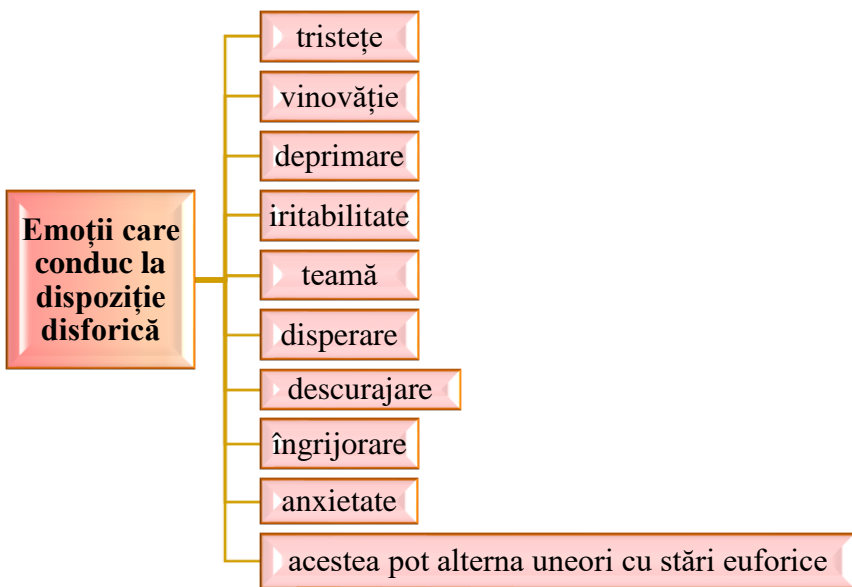 Emoții care
conduc la
dispoziție
disforică
tristețe
vinovăție
deprimare
iritabilitate
teamă
disperare
descurajare
îngrijorare
anxietate
acestea pot alterna uneori cu stări euforice